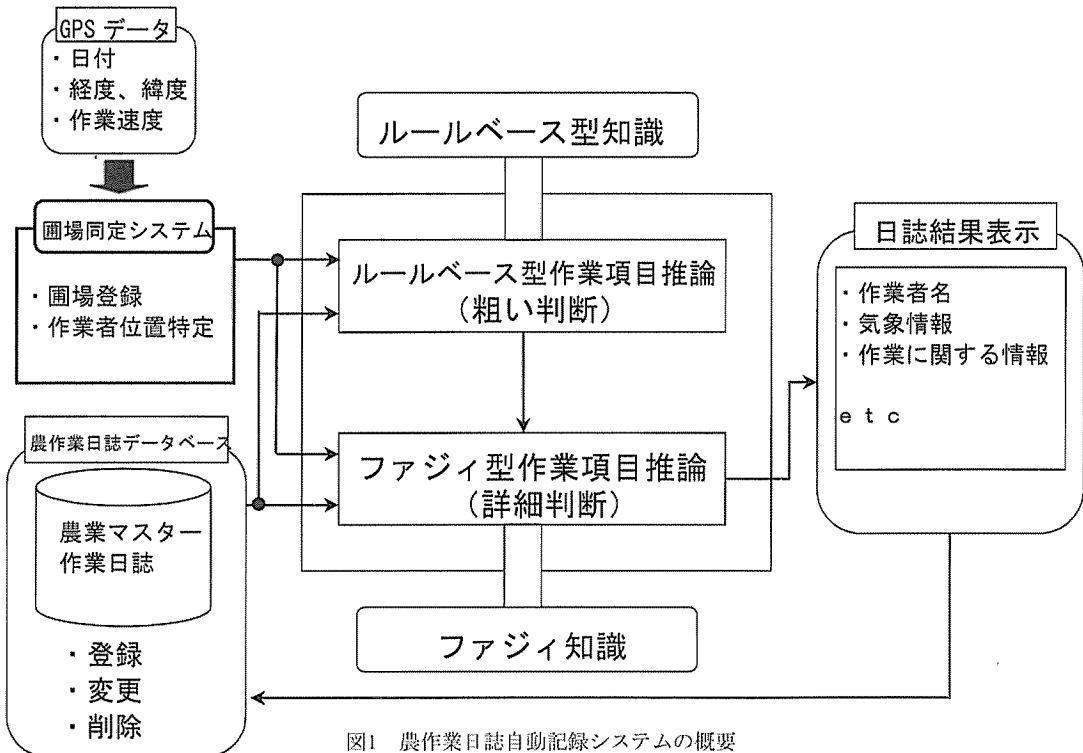 GPS データ
・日付
・経度、緯度
・作業速度
圃場同定システム
・圃場登録
・作業者位置特定
農作業日誌データベース
農業マスター
作業日誌
・登録
・変更
・削除
ルールベース型知識
ルールベース型作業項目推論
(粗い判断)
ファジィ型作業項目推論
(詳細判断)
ファジィ知識
日誌結果表示
・作業者名
・気象情報
・作業に関する情報
etc
図1 農作業日誌自動記録システムの概要